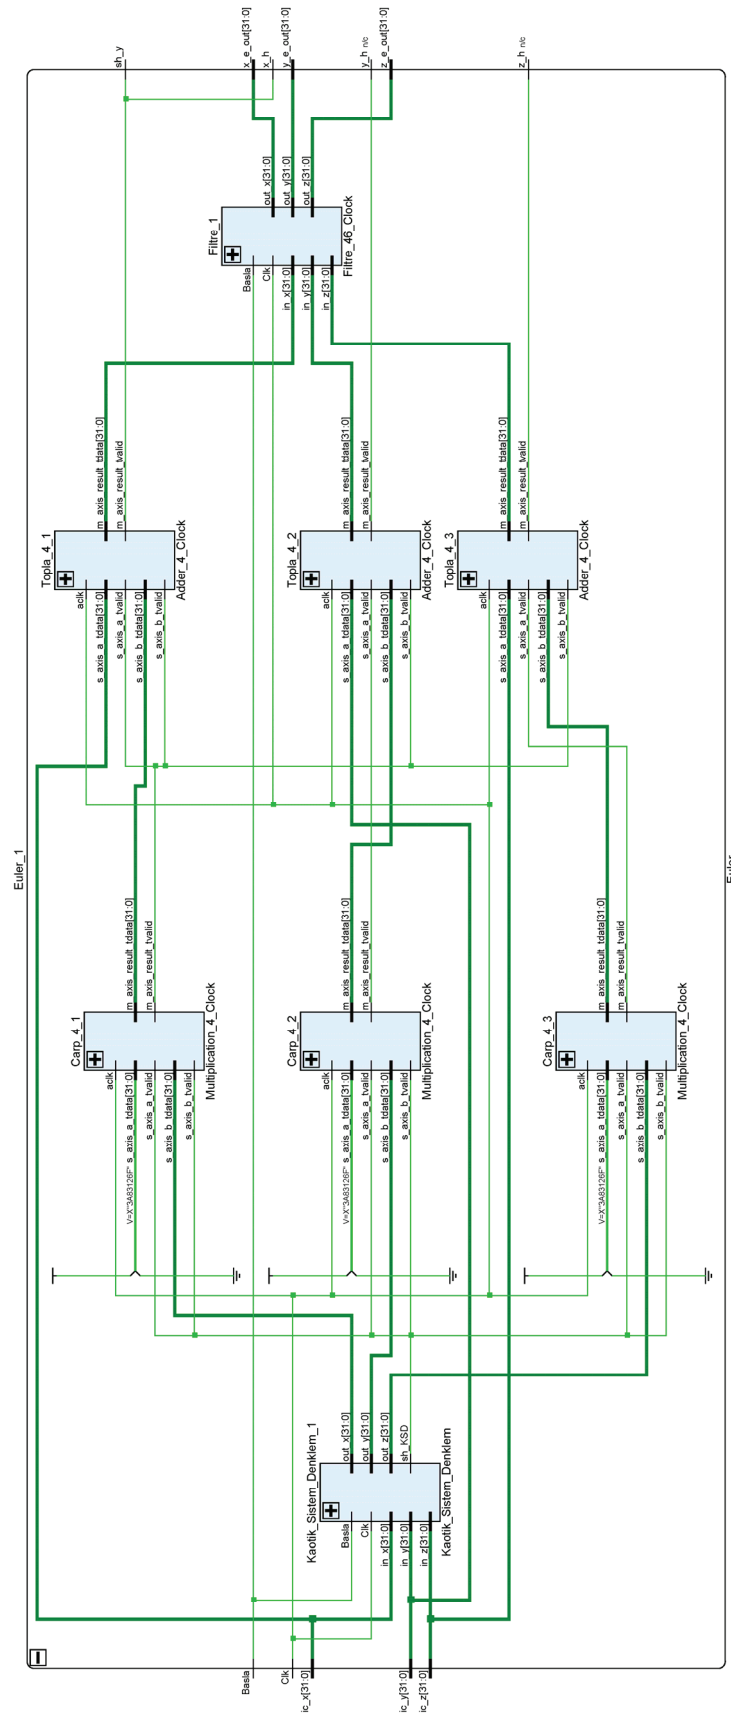 Euler_1
Basla
Clk
ic_x[31:0]
ic_y[31:0]
ic_z[31:0]
Kaotik_Sistem_Denklem_1
Basla
Clk
in_x[31:0]
in_y[31:0]
in_z[31:0]
out_x[31:0]
out_y[31:0]
out_z[31:0]
sh_KSD
Kaotik_Sistem_Denklem
Carp_4_1
aclk
V=X"3A83126F" s_axis_a_tdata[31:0]
s_axis_a_tvalid
s_axis_b_tdata[31:0]
s_axis_b_tvalid
m_axis_result_tdata[31:0]
m_axis_result_tvalid
Multiplication_4_Clock
Carp_4_2
aclk
V=X"3A83126F" s_axis_a_tdata[31:0]
s_axis_a_tvalid
s_axis_b_tdata[31:0]
s_axis_b_tvalid
m_axis_result_tdata[31:0]
m_axis_result_tvalid
Multiplication_4_Clock
Carp_4_3
aclk
V=X"3A83126F" s_axis_a_tdata[31:0]
s_axis_a_tvalid
s_axis_b_tdata[31:0]
s_axis_b_tvalid
m_axis_result_tdata[31:0]
m_axis_result_tvalid
Multiplication_4_Clock
Topla_4_1
aclk
s_axis_a_tdata[31:0]
s_axis_a_tvalid
s_axis_b_tdata[31:0]
s_axis_b_tvalid
m_axis_result_tdata[31:0]
m_axis_result_tvalid
Adder_4_Clock
Topla_4_2
aclk
s_axis_a_tdata[31:0]
s_axis_a_tvalid
s_axis_b_tdata[31:0]
s_axis_b_tvalid
m_axis_result_tdata[31:0]
m_axis_result_tvalid
Adder_4_Clock
Topla_4_3
aclk
s_axis_a_tdata[31:0]
s_axis_a_tvalid
s_axis_b_tdata[31:0]
s_axis_b_tvalid
m_axis_result_tdata[31:0]
m_axis_result_tvalid
Adder_4_Clock
Filtre_1
Basla
Clk
in_x[31:0]
in_y[31:0]
in_z[31:0]
out_x[31:0]
out_y[31:0]
out_z[31:0]
Filtre_46_Clock
sh_y
x_e_out[31:0]
x_h
y_e_out[31:0]
y_h n/c
z_e_out[31:0]
z_h n/c
Euler